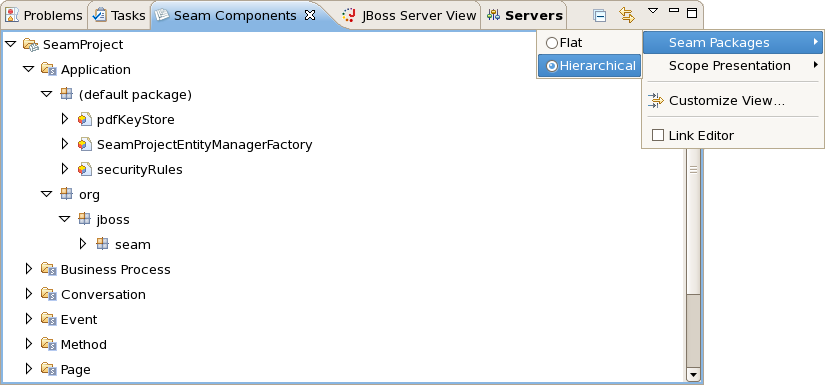 Problems Tasks Seam Components JBoss Server View Servers
SeamProject
Application
(default package)
pdfKeyStore
SeamProjectEntityManagerFactory
securityRules
org
jboss
seam
Business Process
Conversation
Event
Method
Page
Flat
Hierarchical
Seam Packages
Scope Presentation
Customize View...
Link Editor